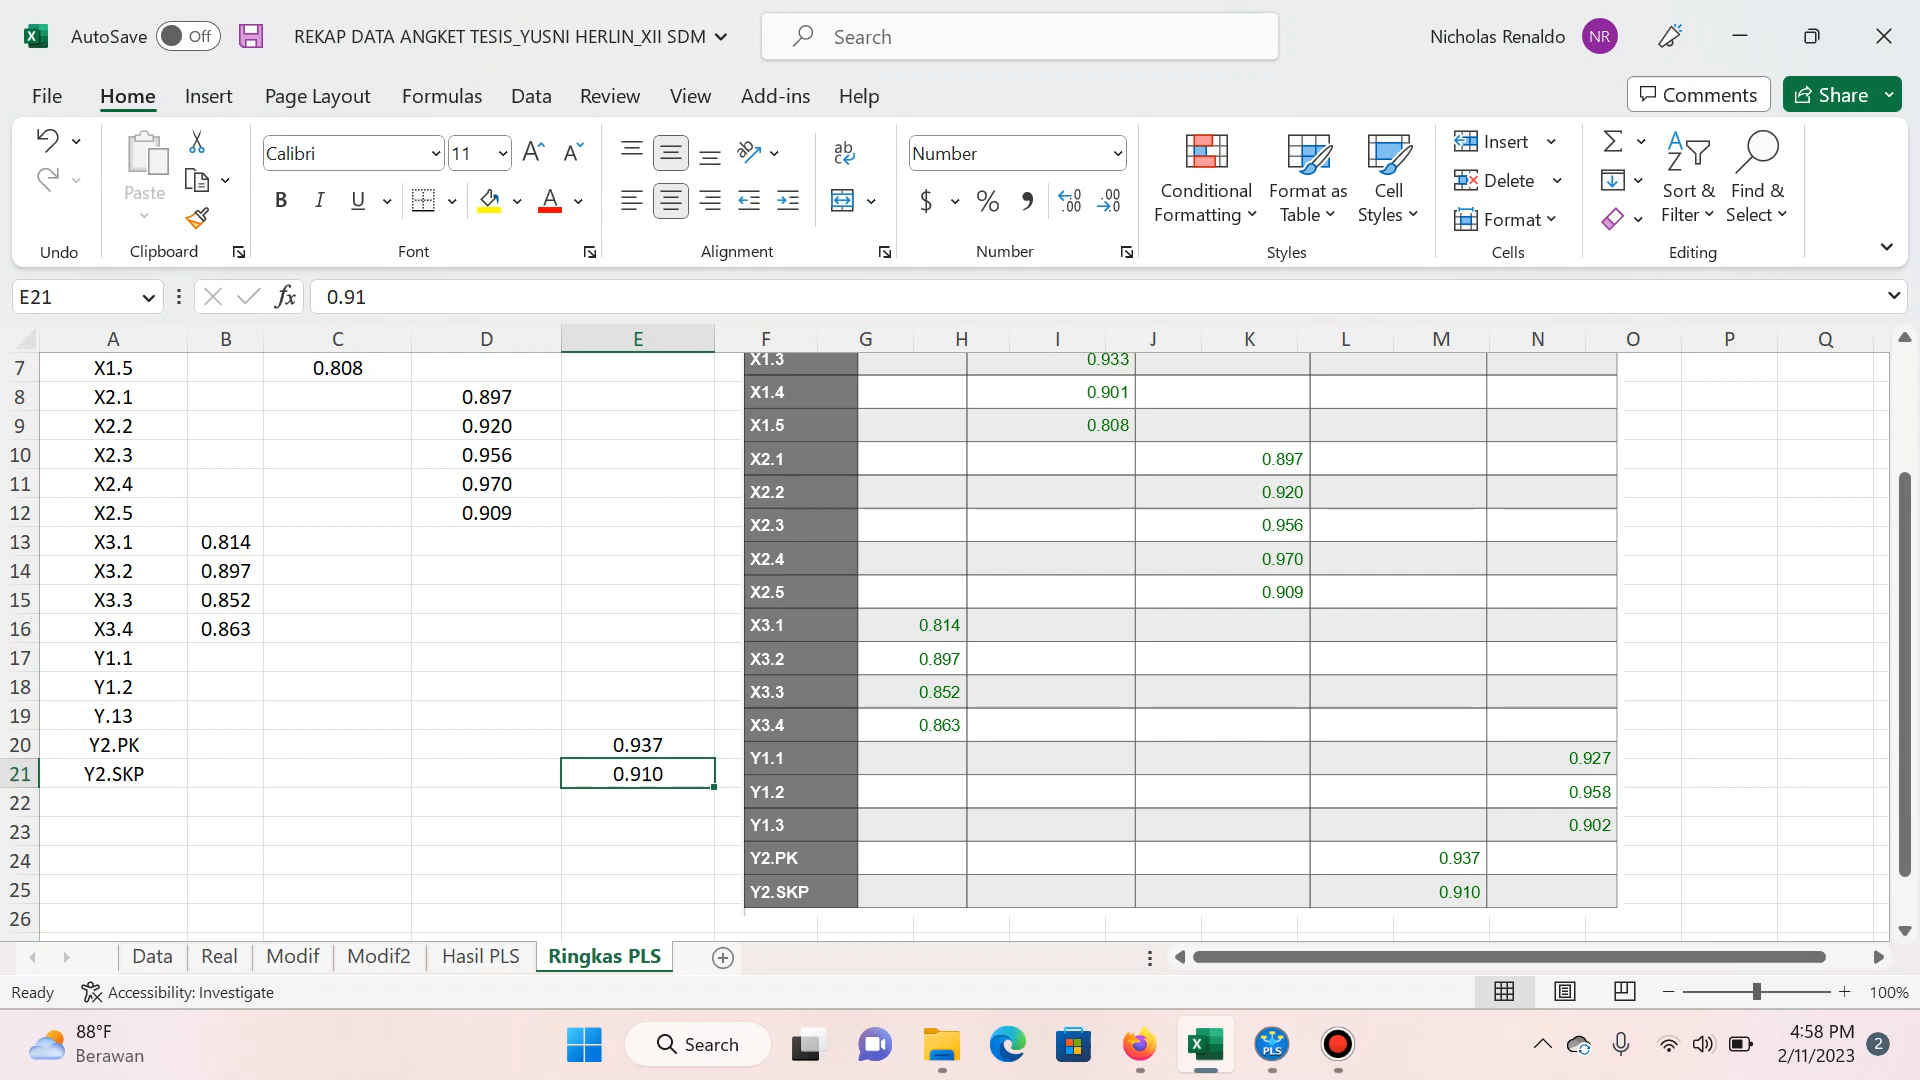 AutoSave Off REKAP DATA ANGKET TESIS_YUSNI HERLIN_XII SDM Search Nicholas Renaldo NR
File Home Insert Page Layout Formulas Data Review View Add-ins Help Comments Share
Paste
Calibri 11
B I U
ab
Number
$ % , .00
Conditional Formatting
Format as Table
Cell Styles
Insert
Delete
Format
Sort & Filter
Find & Select
Undo Clipboard Font Alignment Number Styles Cells Editing
E21 fx 0.91
A B C D E F G H I J K L M N O P Q
7 X1.5 0.808
8 X2.1 0.897
9 X2.2 0.920
10 X2.3 0.956
11 X2.4 0.970
12 X2.5 0.909
13 X3.1 0.814
14 X3.2 0.897
15 X3.3 0.852
16 X3.4 0.863
17 Y1.1
18 Y1.2
19 Y.13
20 Y2.PK 0.937
21 Y2.SKP 0.910
22
23
24
25
26
X1.3 0.933
X1.4 0.901
X1.5 0.808
X2.1 0.897
X2.2 0.920
X2.3 0.956
X2.4 0.970
X2.5 0.909
X3.1 0.814
X3.2 0.897
X3.3 0.852
X3.4 0.863
Y1.1 0.927
Y1.2 0.958
Y1.3 0.902
Y2.PK 0.937
Y2.SKP 0.910
Data Real Modif Modif2 Hasil PLS Ringkas PLS
Ready Accessibility: Investigate 100%
88°F
Berawan
Search
PLS
4:58 PM
2/11/2023
2